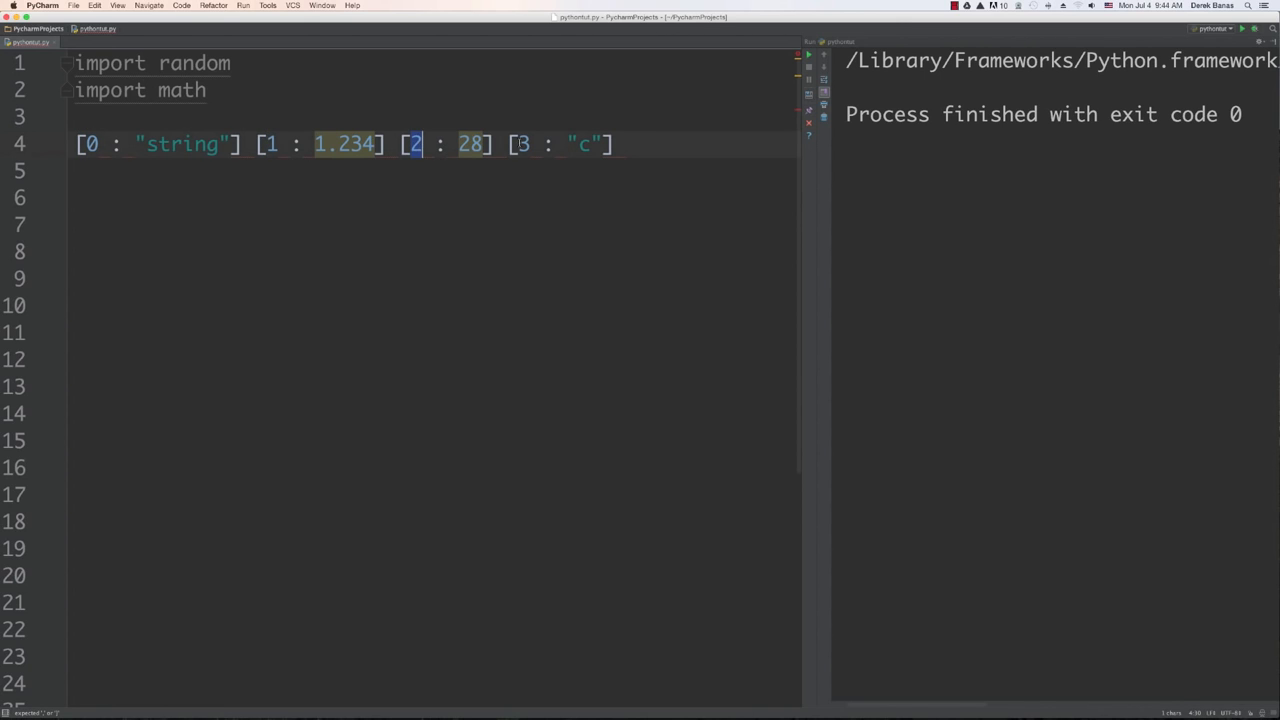 PyCharm File Edit View Navigate Code Refactor Run Tools VCS Window Help
10 Mon Jul 4 9:44 AM Derek Banas
pythontut.py - PycharmProjects - [~/PycharmProjects]
PycharmProjects pythontut.py
pythontut
pythontut.py
Run pythontut
1 import random
2 import math
3
4 [0 : "string"] [1 : 1.234] [2 : 28] [3 : "c"]
5
6
7
8
9
10
11
12
13
14
15
16
17
18
19
20
21
22
23
24
/Library/Frameworks/Python.framework
Process finished with exit code 0
1 chars 4:30 LF÷ UTF-8÷